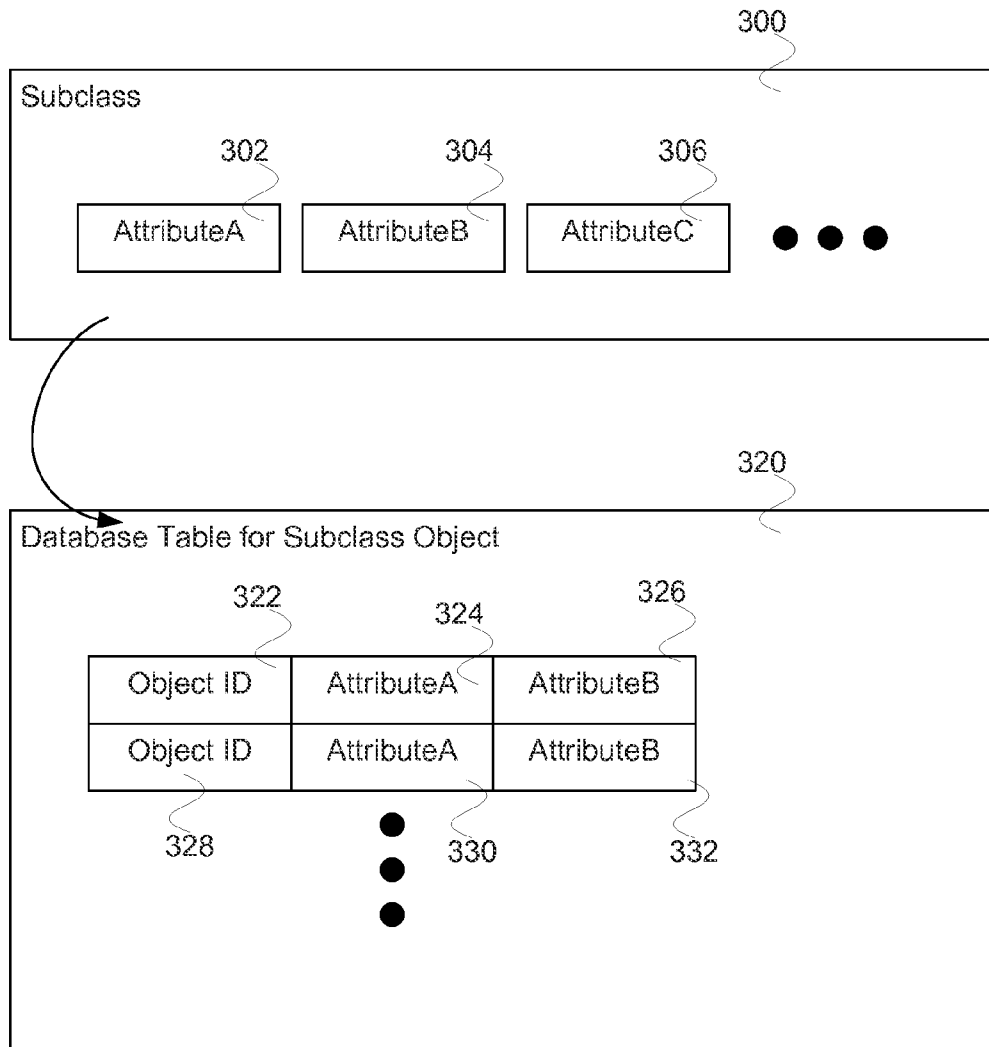 300
Subclass
302 304 306
AttributeA AttributeB AttributeC
320
Database Table for Subclass Object
322 324 326
Object ID AttributeA AttributeB
Object ID AttributeA AttributeB
328 330 332